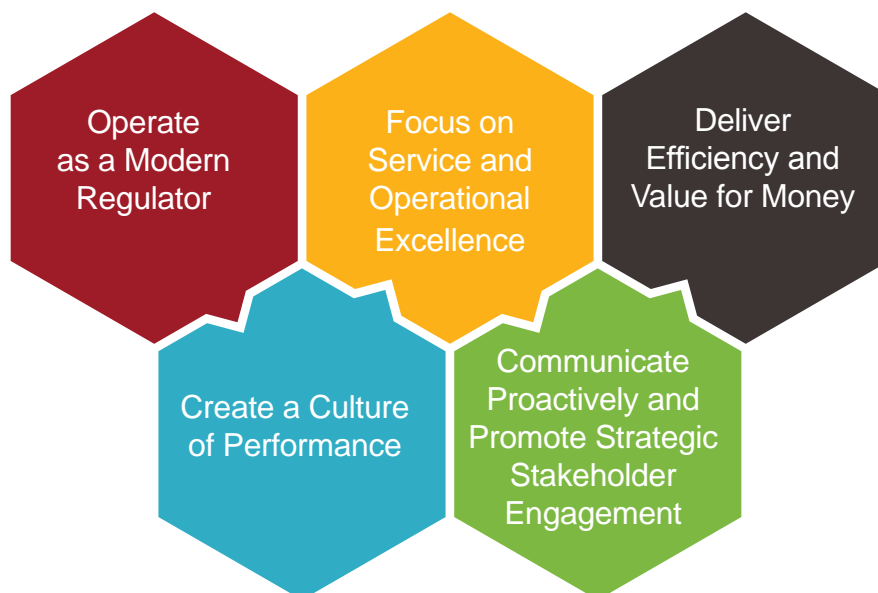 Operate
as a Modern
Regulator
Focus on
Service and
Operational
Excellence
Deliver
Efficiency and
Value for Money
Create a Culture
of Performance
Communicate
Proactively and
Promote Strategic
Stakeholder
Engagement